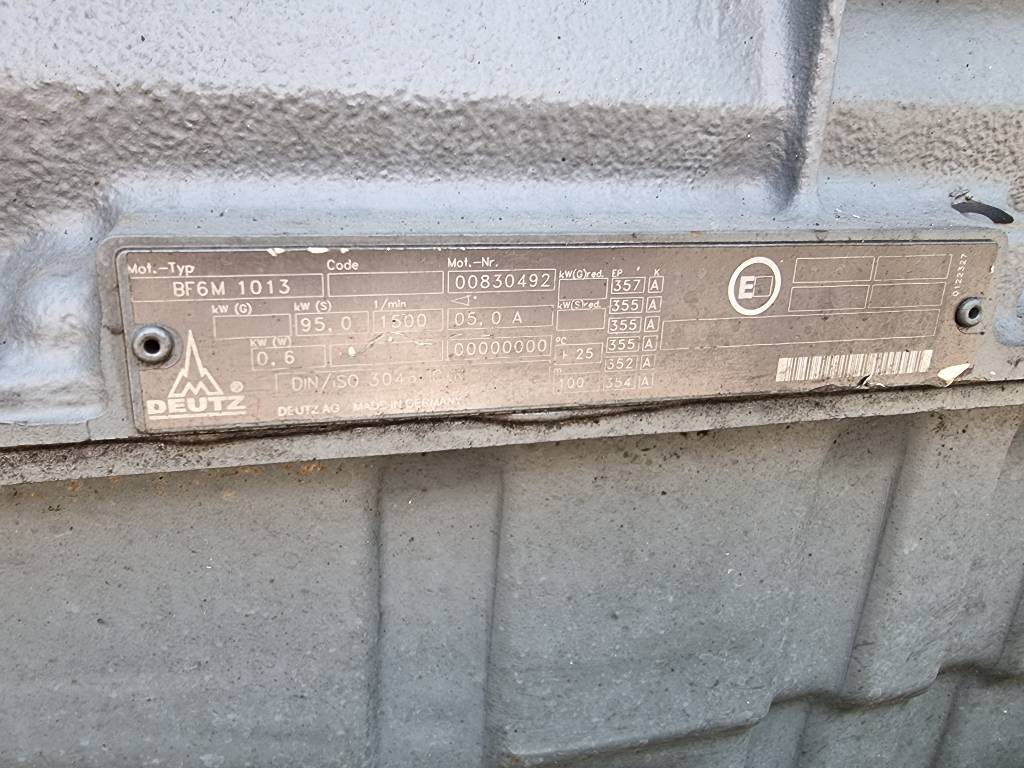 Mot.-Typ Code Mot.-Nr. kW(G)red. EP K
BF6M 1013 00830492 357 A
kW (G) kW (S) 1/min kW(S)red. 355 A
95,0 1500 05,0 A 355 A
kW (W) °C 355 A
0.6 00000000 + 25 352 A
DIN/ISO 3046 m 100 354 A
DEUTZ ®
DEUTZ AG MADE IN GERMANY
E
0122327